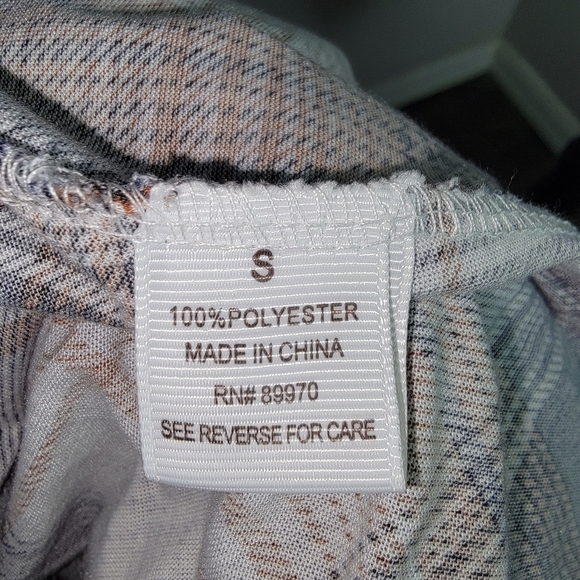 S
100%POLYESTER
MADE IN CHINA
RN# 89970
SEE REVERSE FOR CARE